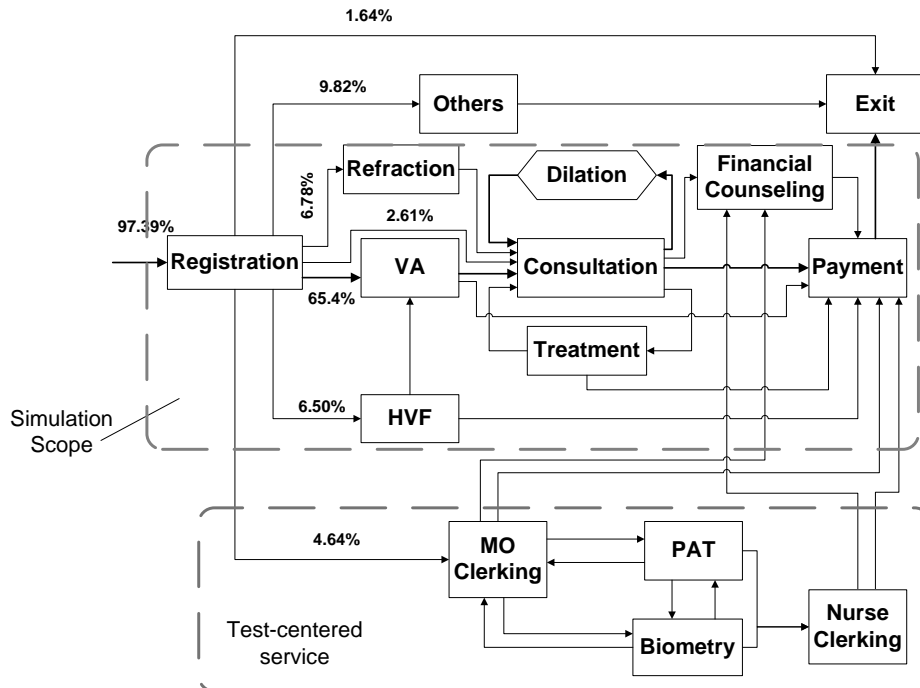 1.64%
9.82%
Others
Exit
Refraction
Dilation
Financial
Counseling
6.78%
2.61%
97.39%
Registration
VA
Consultation
Payment
65.4%
Treatment
6.50%
HVF
Simulation
Scope
4.64%
MO
Clerking
PAT
Nurse
Clerking
Biometry
Test-centered
service